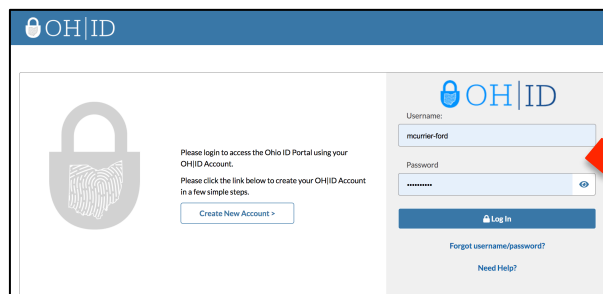 OH|ID
OH|ID
Username:
mcurrier-ford
Please login to access the Ohio ID Portal using your
OH|ID Account.
Password
Please click the link below to create your OH|ID Account
in a few simple steps.
••••••••••
Create New Account >
Log In
Forgot username/password?
Need Help?